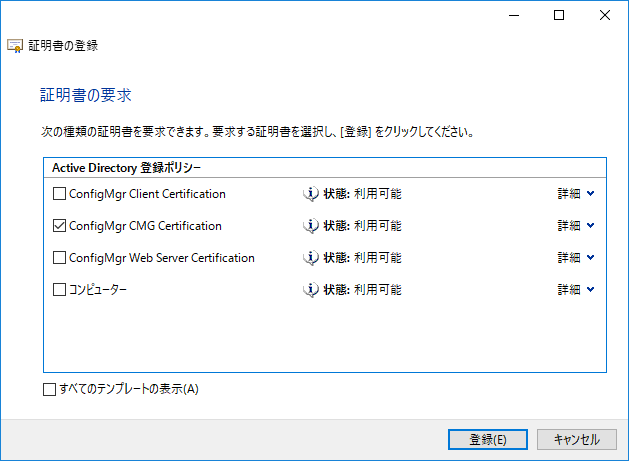 証明書の登録
証明書の要求
次の種類の証明書を要求できます。要求する証明書を選択し、[登録] をクリックしてください。
Active Directory 登録ポリシー
ConfigMgr Client Certification 状態: 利用可能 詳細
ConfigMgr CMG Certification 状態: 利用可能 詳細
ConfigMgr Web Server Certification 状態: 利用可能 詳細
コンピューター 状態: 利用可能 詳細
すべてのテンプレートの表示(A)
登録(E) キャンセル